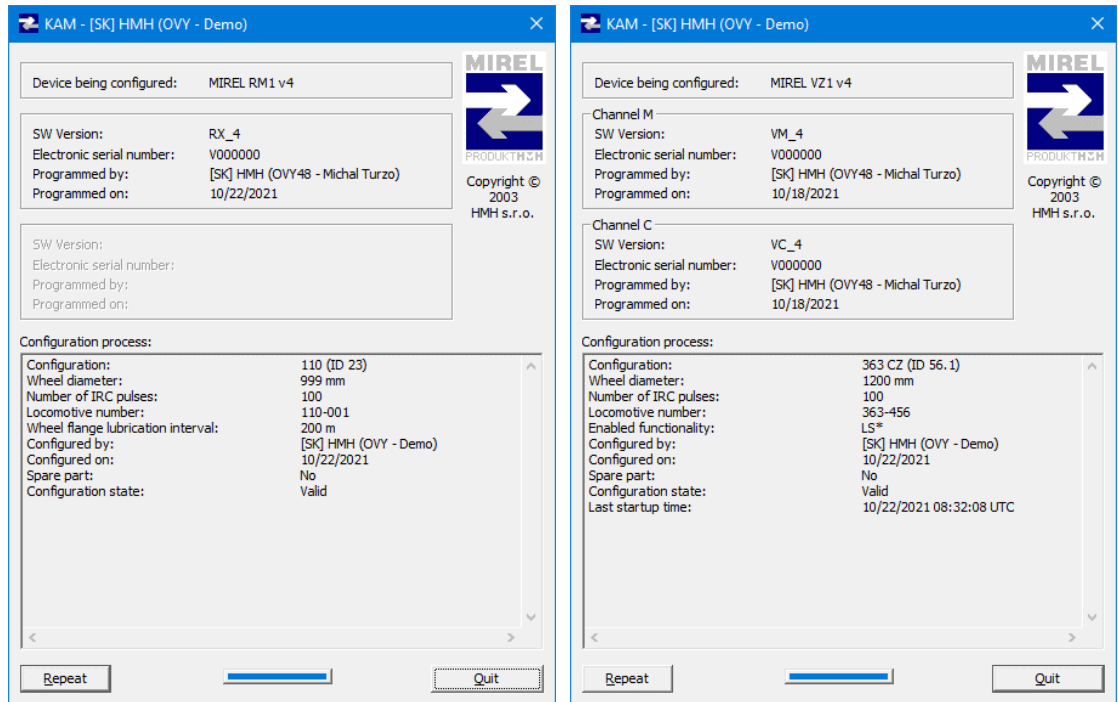 KAM - [SK] HMH (OVY - Demo)
Device being configured: MIREL RM1 v4
MIREL
PRODUKT HMH
Copyright ©
2003
HMH s.r.o.
SW Version: RX_4
Electronic serial number: V000000
Programmed by: [SK] HMH (OVY48 - Michal Turzo)
Programmed on: 10/22/2021
SW Version:
Electronic serial number:
Programmed by:
Programmed on:
Configuration process:
Configuration: 110 (ID 23)
Wheel diameter: 999 mm
Number of IRC pulses: 100
Locomotive number: 110-001
Wheel flange lubrication interval: 200 m
Configured by: [SK] HMH (OVY - Demo)
Configured on: 10/22/2021
Spare part: No
Configuration state: Valid
Repeat Quit
KAM - [SK] HMH (OVY - Demo)
Device being configured: MIREL VZ1 v4
MIREL
PRODUKT HMH
Copyright ©
2003
HMH s.r.o.
Channel M
SW Version: VM_4
Electronic serial number: V000000
Programmed by: [SK] HMH (OVY48 - Michal Turzo)
Programmed on: 10/18/2021
Channel C
SW Version: VC_4
Electronic serial number: V000000
Programmed by: [SK] HMH (OVY48 - Michal Turzo)
Programmed on: 10/18/2021
Configuration process:
Configuration: 363 CZ (ID 56.1)
Wheel diameter: 1200 mm
Number of IRC pulses: 100
Locomotive number: 363-456
Enabled functionality: LS*
Configured by: [SK] HMH (OVY - Demo)
Configured on: 10/22/2021
Spare part: No
Configuration state: Valid
Last startup time: 10/22/2021 08:32:08 UTC
Repeat Quit